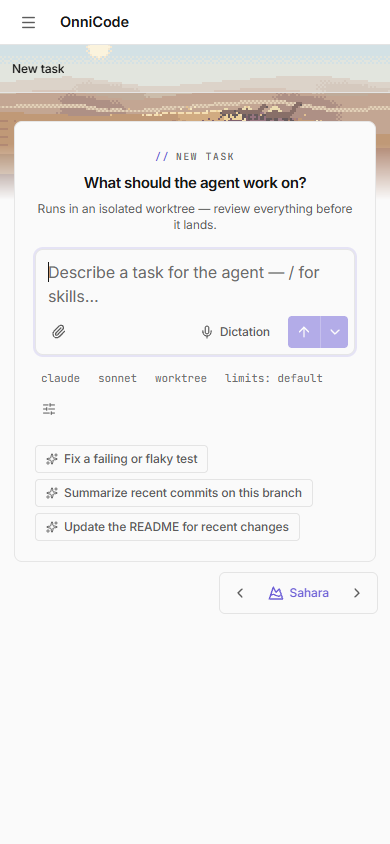 OnniCode
New task
// NEW TASK
What should the agent work on?
Runs in an isolated worktree — review everything before
it lands.
Describe a task for the agent — / for
skills...
Dictation
claude sonnet worktree limits: default
Fix a failing or flaky test
Summarize recent commits on this branch
Update the README for recent changes
Sahara